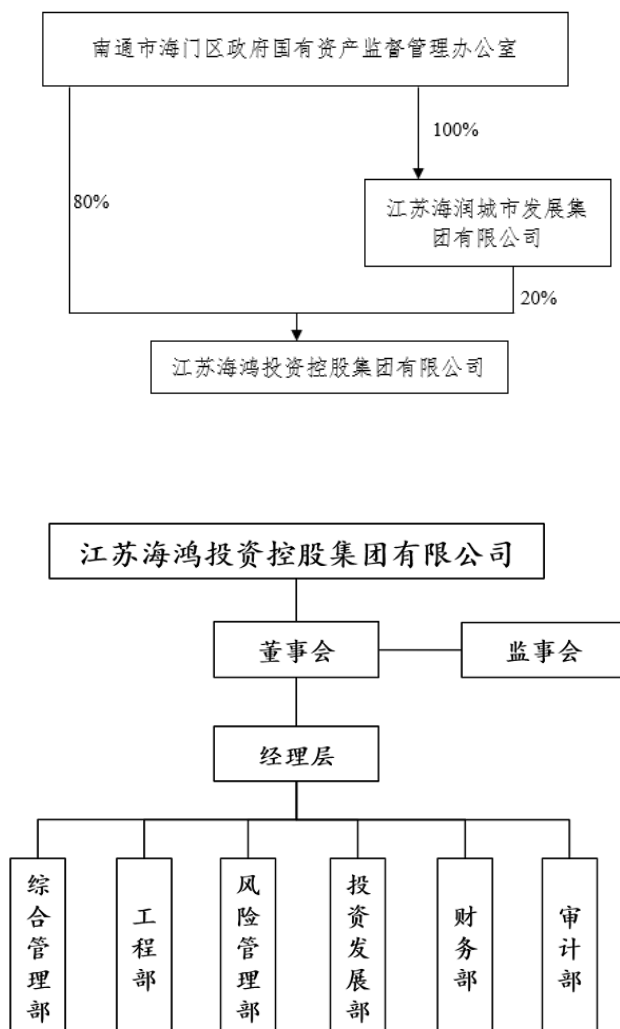 南通市海门区政府国有资产监督管理办公室
100%
80%
江苏海润城市发展集
团有限公司
20%
江苏海鸿投资控股集团有限公司
江苏海鸿投资控股集团有限公司
董事会
监事会
经理层
综合管理部
工程部
风险管理部
投资发展部
财务部
审计部